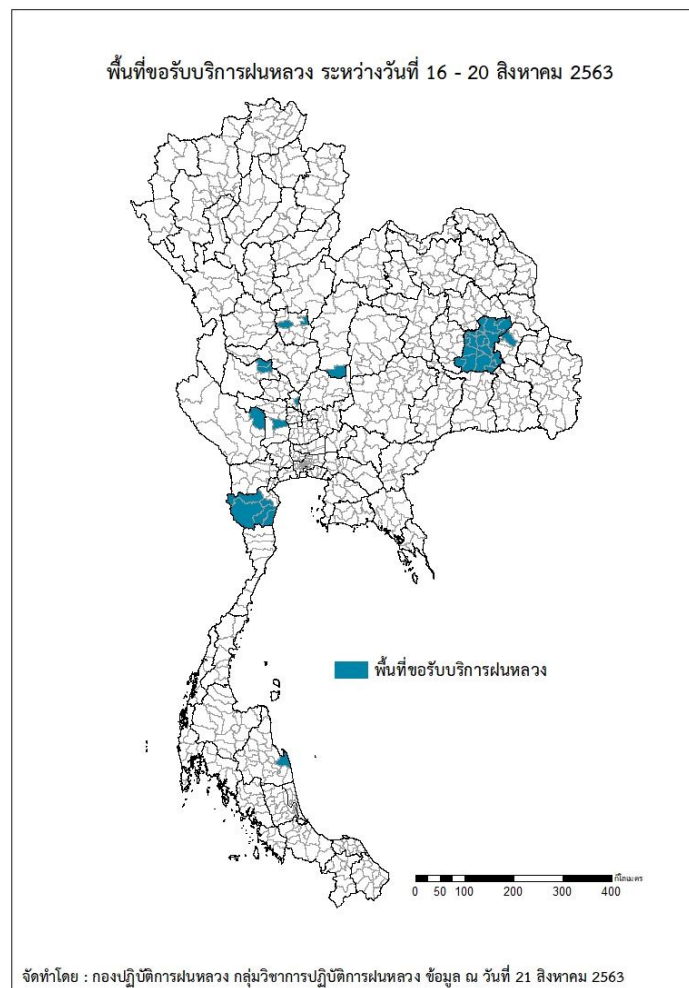 พื้นที่ขอรับบริการฝนหลวง ระหว่างวันที่ 16 - 20 สิงหาคม 2563
พื้นที่ขอรับบริการฝนหลวง
กิโลเมตร
0 50 100 200 300 400
จัดทำโดย : กองปฏิบัติการฝนหลวง กลุ่มวิชาการปฏิบัติการฝนหลวง ข้อมูล ณ วันที่ 21 สิงหาคม 2563